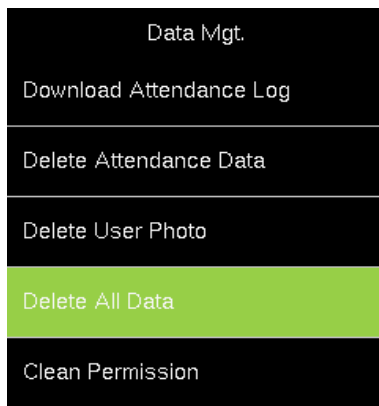 Data Mgt.
Download Attendance Log
Delete Attendance Data
Delete User Photo
Delete All Data
Clean Permission